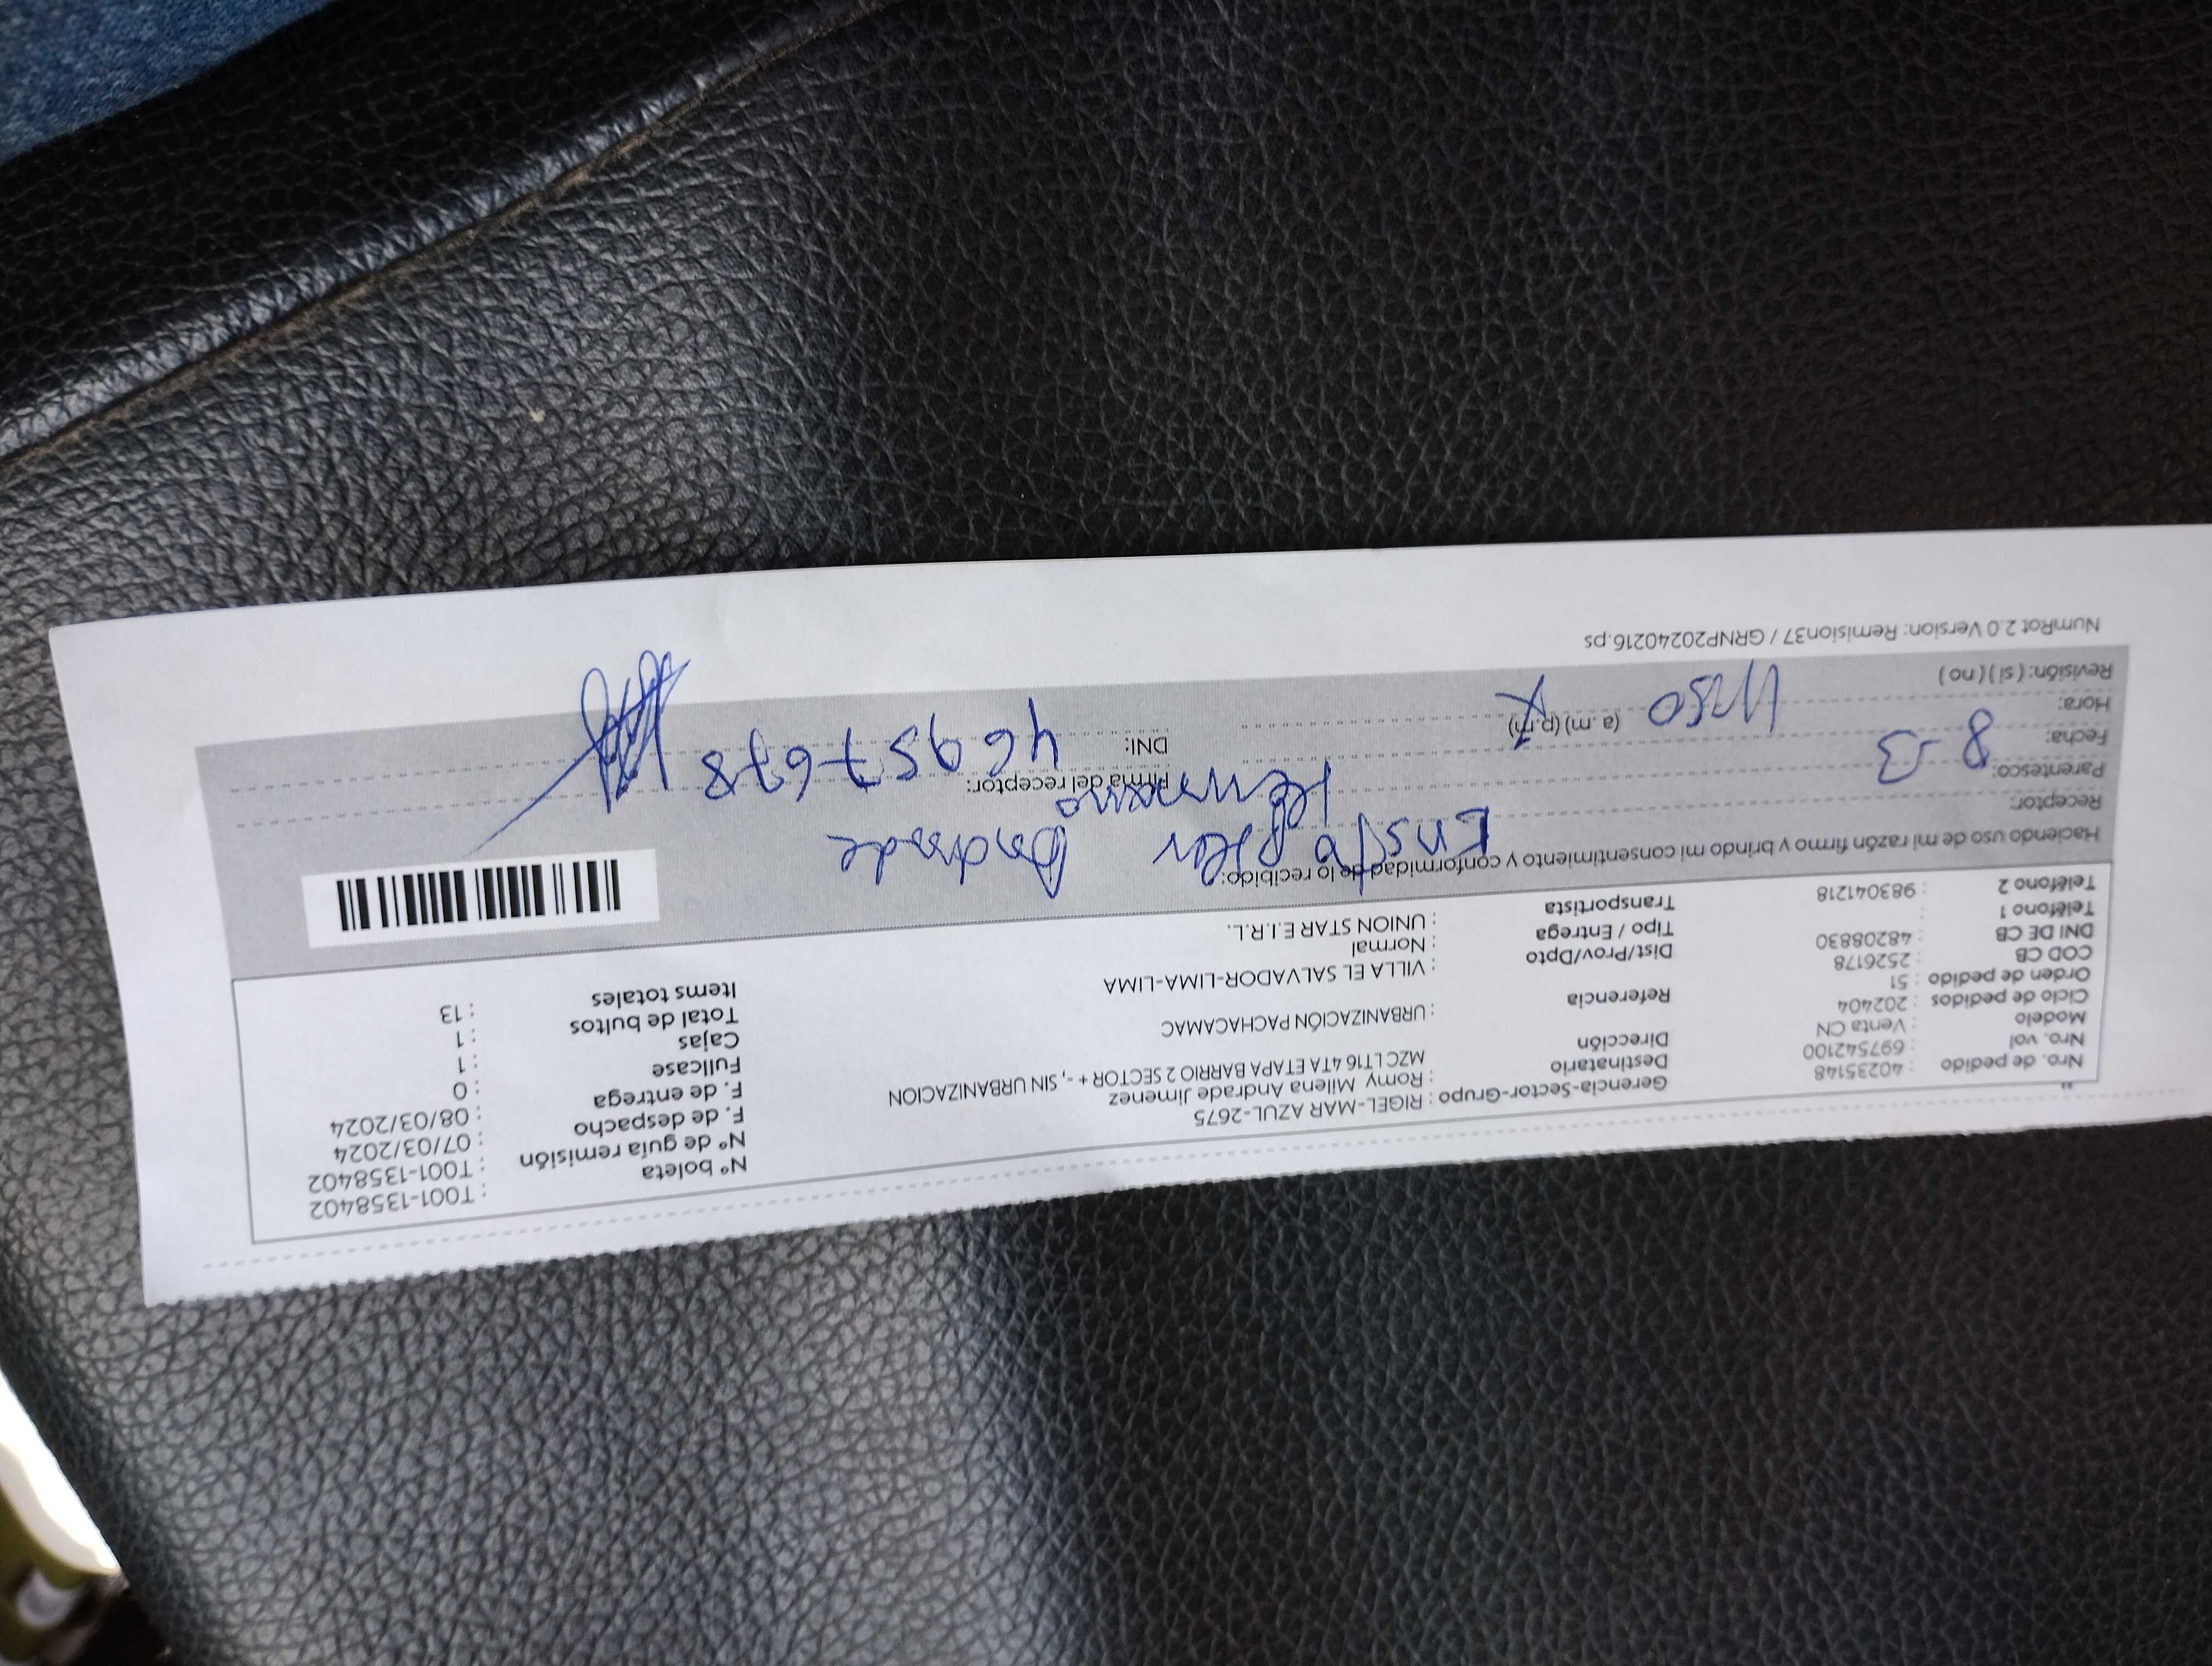 Nro. de pedido : 40235148
Nro. vol : 697542100
Modelo : Venta CN
Ciclo de pedidos : 202404
Orden de pedido : 51
COD CB : 2526178
DNI DE CB : 48208830
Teléfono 1 :
Teléfono 2 : 983041218
Gerencia-Sector-Grupo : RIGEL-MAR AZUL-2675
Destinatario : Romy Milena Andrade Jimenez
Dirección MZC LT16 4TA ETAPA BARRIO 2 SECTOR + -, SIN URBANIZACION
: URBANIZACIÓN PACHACAMAC
Referencia
Dist/Prov/Dpto : VILLA EL SALVADOR-LIMA-LIMA
Tipo / Entrega : Normal
Transportista : UNION STAR E.I.R.L.
Nº boleta : T001-1358402
Nº de guía remisión : T001-1358402
F. de despacho : 07/03/2024
F. de entrega : 08/03/2024
Fullcase : 0
Cajas : 1
Total de bultos : 1
Items totales : 13
Haciendo uso de mi razón firmo y brindo mi consentimiento y conformidad de lo recibido:
Receptor: Andrade
Parentesco:
Fecha: 8-3
Hora: (a.m) (p.m) X
Revisión: ( si ) ( no )
Firma del receptor:
DNI: 46957678
NumRot 2.0 Version: Remision37 / GRNP20240216.ps